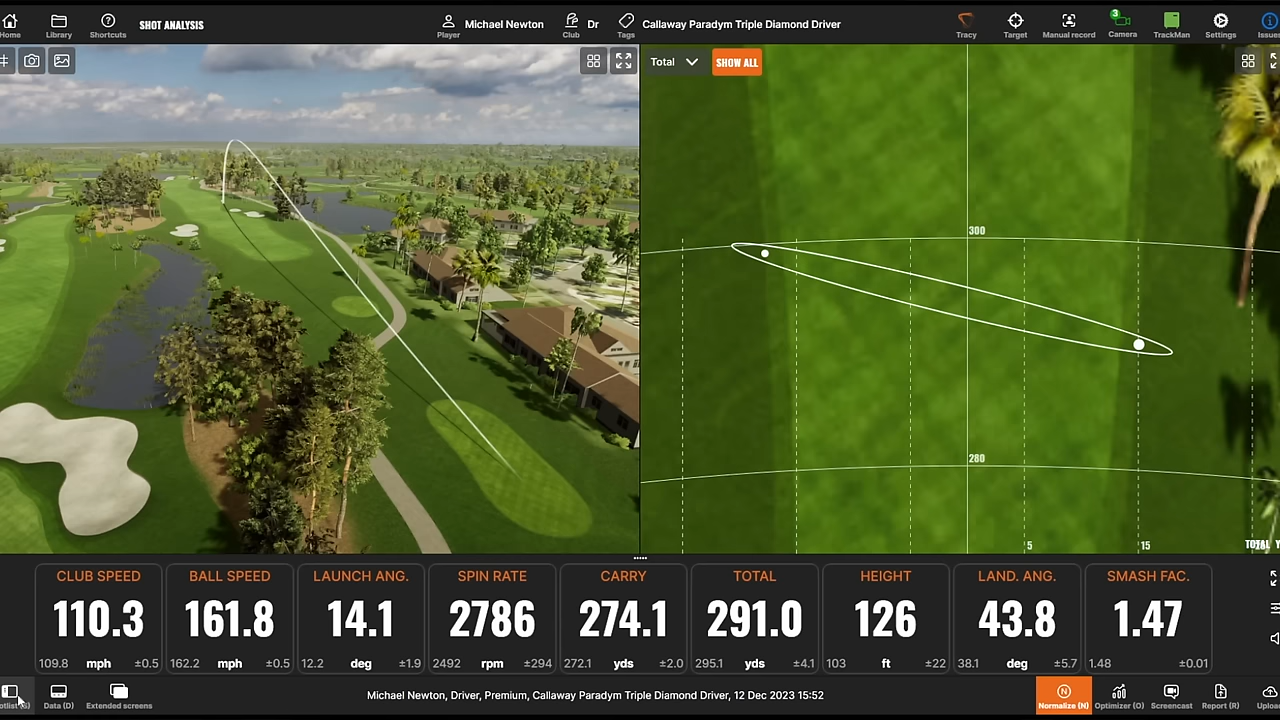 Home
Library
Shortcuts
SHOT ANALYSIS
Player
Michael Newton
Club
Dr
Tags
Callaway Paradym Triple Diamond Driver
Tracy
Target
Manual record
3
Camera
TrackMan
Settings
Issues
Total
SHOW ALL
300
280
5
15
TOTAL
CLUB SPEED
110.3
109.8 mph ±0.5
BALL SPEED
161.8
162.2 mph ±0.5
LAUNCH ANG.
14.1
12.2 deg ±1.9
SPIN RATE
2786
2492 rpm ±294
CARRY
274.1
272.1 yds ±2.0
TOTAL
291.0
295.1 yds ±4.1
HEIGHT
126
103 ft ±22
LAND. ANG.
43.8
38.1 deg ±5.7
SMASH FAC.
1.47
1.48 ±0.01
Data (D)
Extended screens
Michael Newton, Driver, Premium, Callaway Paradym Triple Diamond Driver, 12 Dec 2023 15:52
Normalize (N)
Optimizer (O)
Screencast
Report (R)
Upload